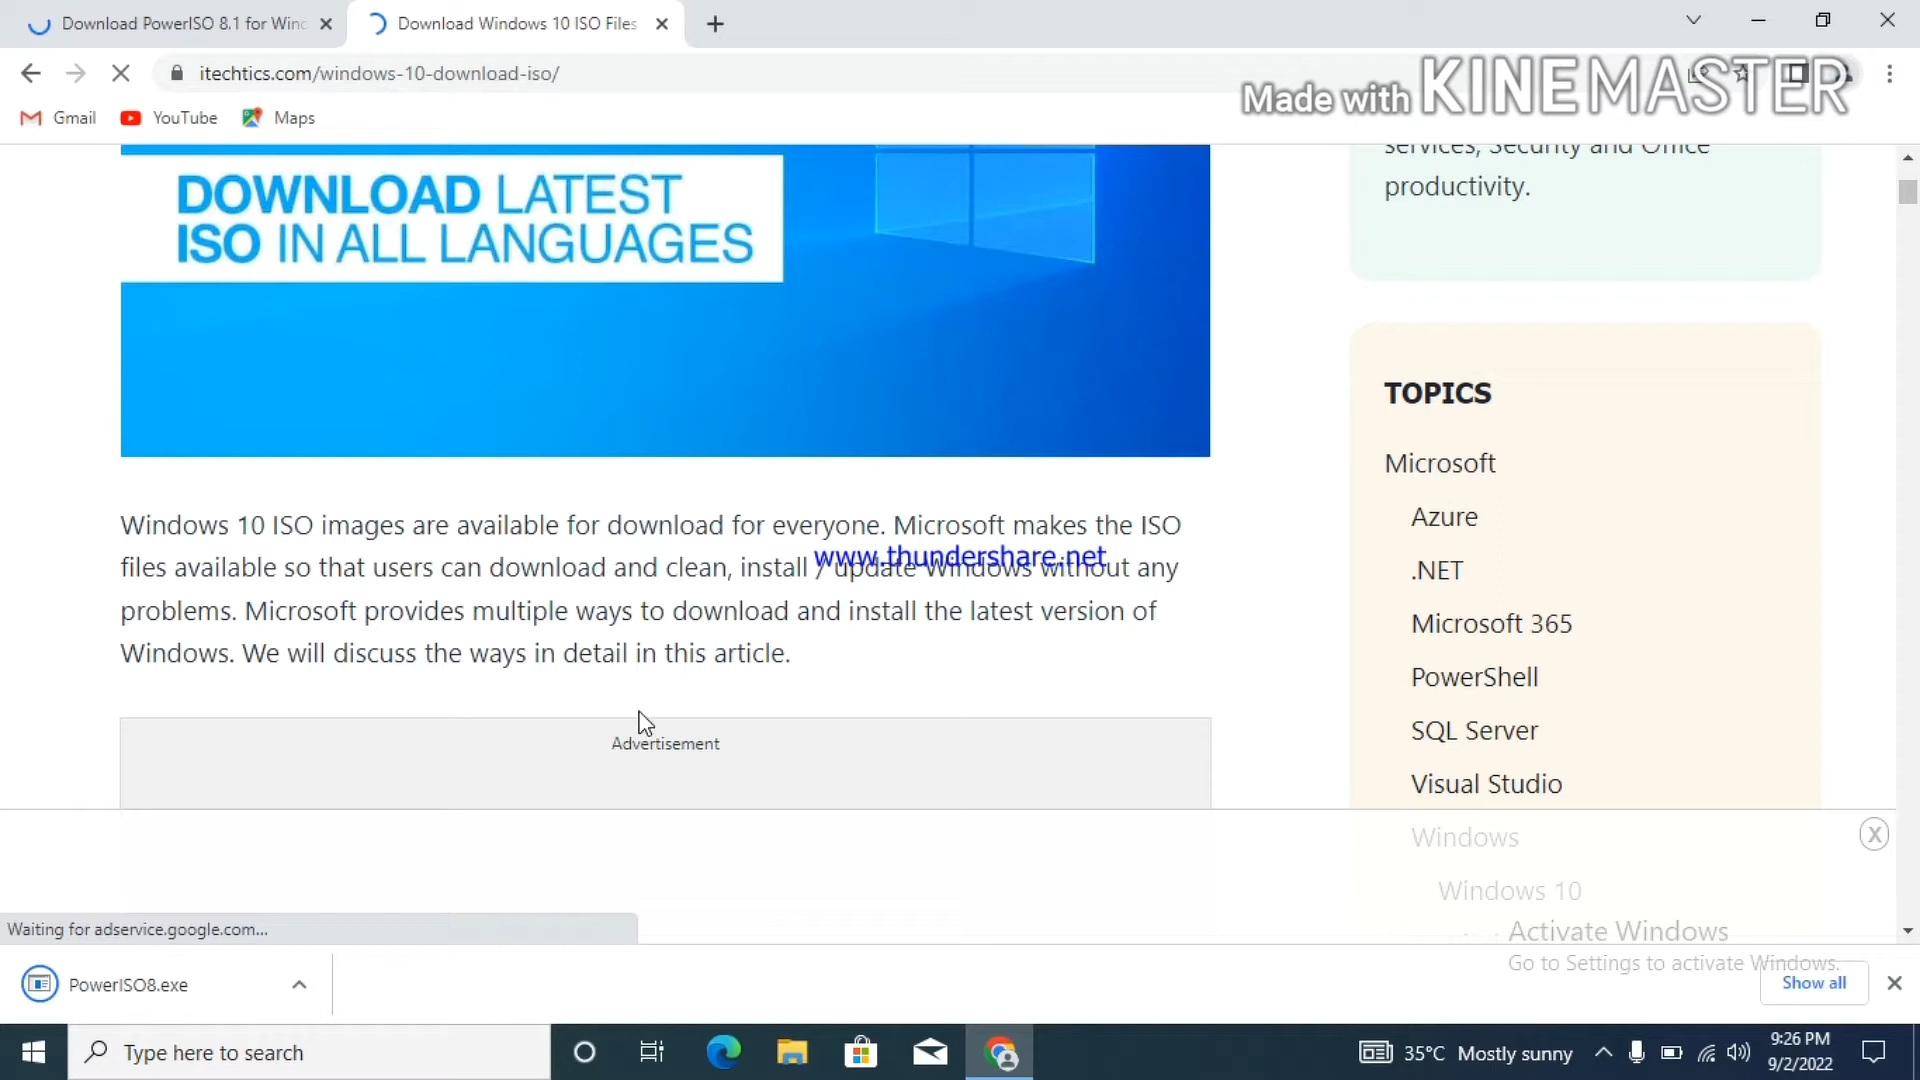 Download PowerISO 8.1 for Winc
Download Windows 10 ISO Files
itechtics.com/windows-10-download-iso/
Made with KINEMASTER
Gmail
YouTube
Maps
DOWNLOAD LATEST
ISO IN ALL LANGUAGES
services, Security and Office
productivity.
TOPICS
Microsoft
Azure
.NET
Microsoft 365
PowerShell
SQL Server
Visual Studio
Windows
Windows 10
Windows 10 ISO images are available for download for everyone. Microsoft makes the ISO
files available so that users can download and clean, install / update Windows without any
problems. Microsoft provides multiple ways to download and install the latest version of
Windows. We will discuss the ways in detail in this article.
www.thundershare.net
Advertisement
X
Activate Windows
Go to Settings to activate Windows.
Waiting for adservice.google.com...
PowerISO8.exe
Show all
Type here to search
35°C Mostly sunny
9:26 PM
9/2/2022